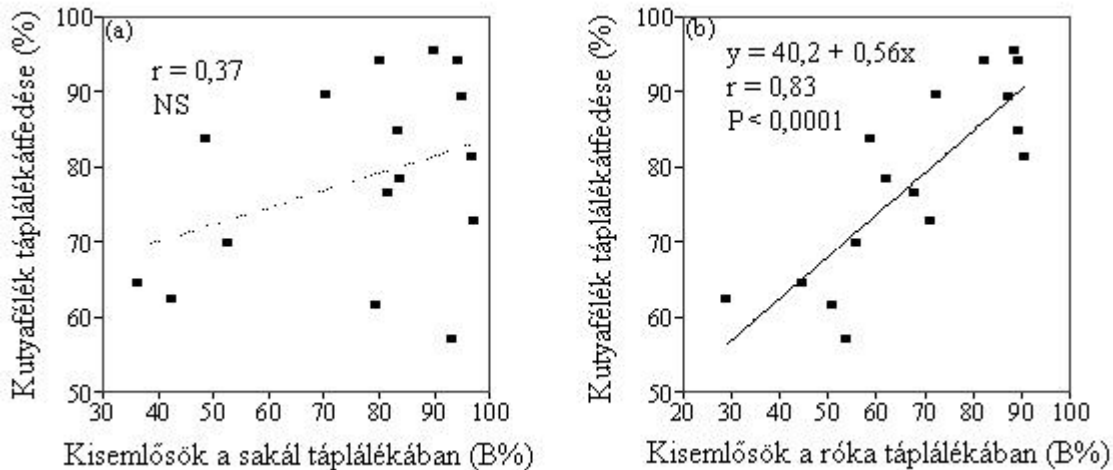 Kutyafélék táplálékátfedése (%)
100
90
80
70
60
50
(a)
r = 0,37
NS
30 40 50 60 70 80 90 100
Kisemlősök a sakál táplálékában (B%)
Kutyafélék táplálékátfedése (%)
100
90
80
70
60
50
(b)
y = 40,2 + 0,56x
r = 0,83
P < 0,0001
20 30 40 50 60 70 80 90 100
Kisemlősök a róka táplálékában (B%)